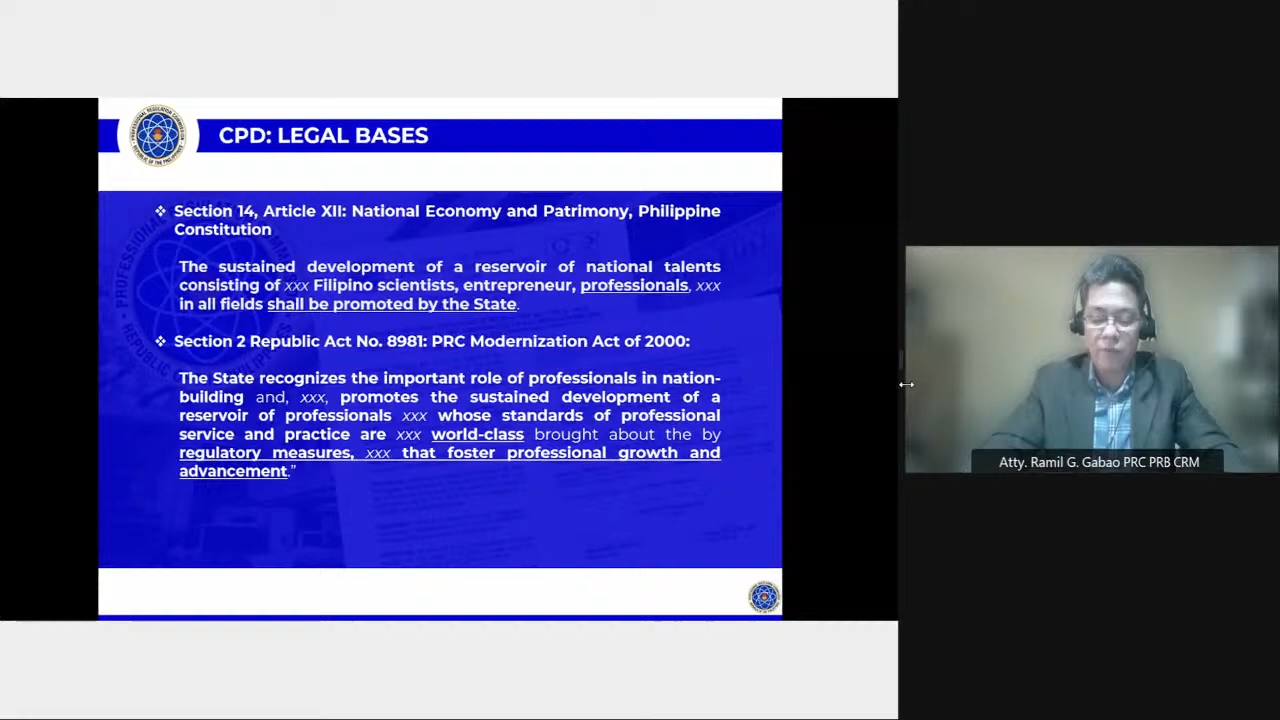 CPD: LEGAL BASES
❖ Section 14, Article XII: National Economy and Patrimony, Philippine
Constitution
The sustained development of a reservoir of national talents
consisting of xxx Filipino scientists, entrepreneur, professionals, xxx
in all fields shall be promoted by the State.
❖ Section 2 Republic Act No. 8981: PRC Modernization Act of 2000:
The State recognizes the important role of professionals in nation-
building and, xxx, promotes the sustained development of a
reservoir of professionals xxx whose standards of professional
service and practice are xxx world-class brought about the by
regulatory measures, xxx that foster professional growth and
advancement.”
Atty. Ramil G. Gabao PRC PRB CRM